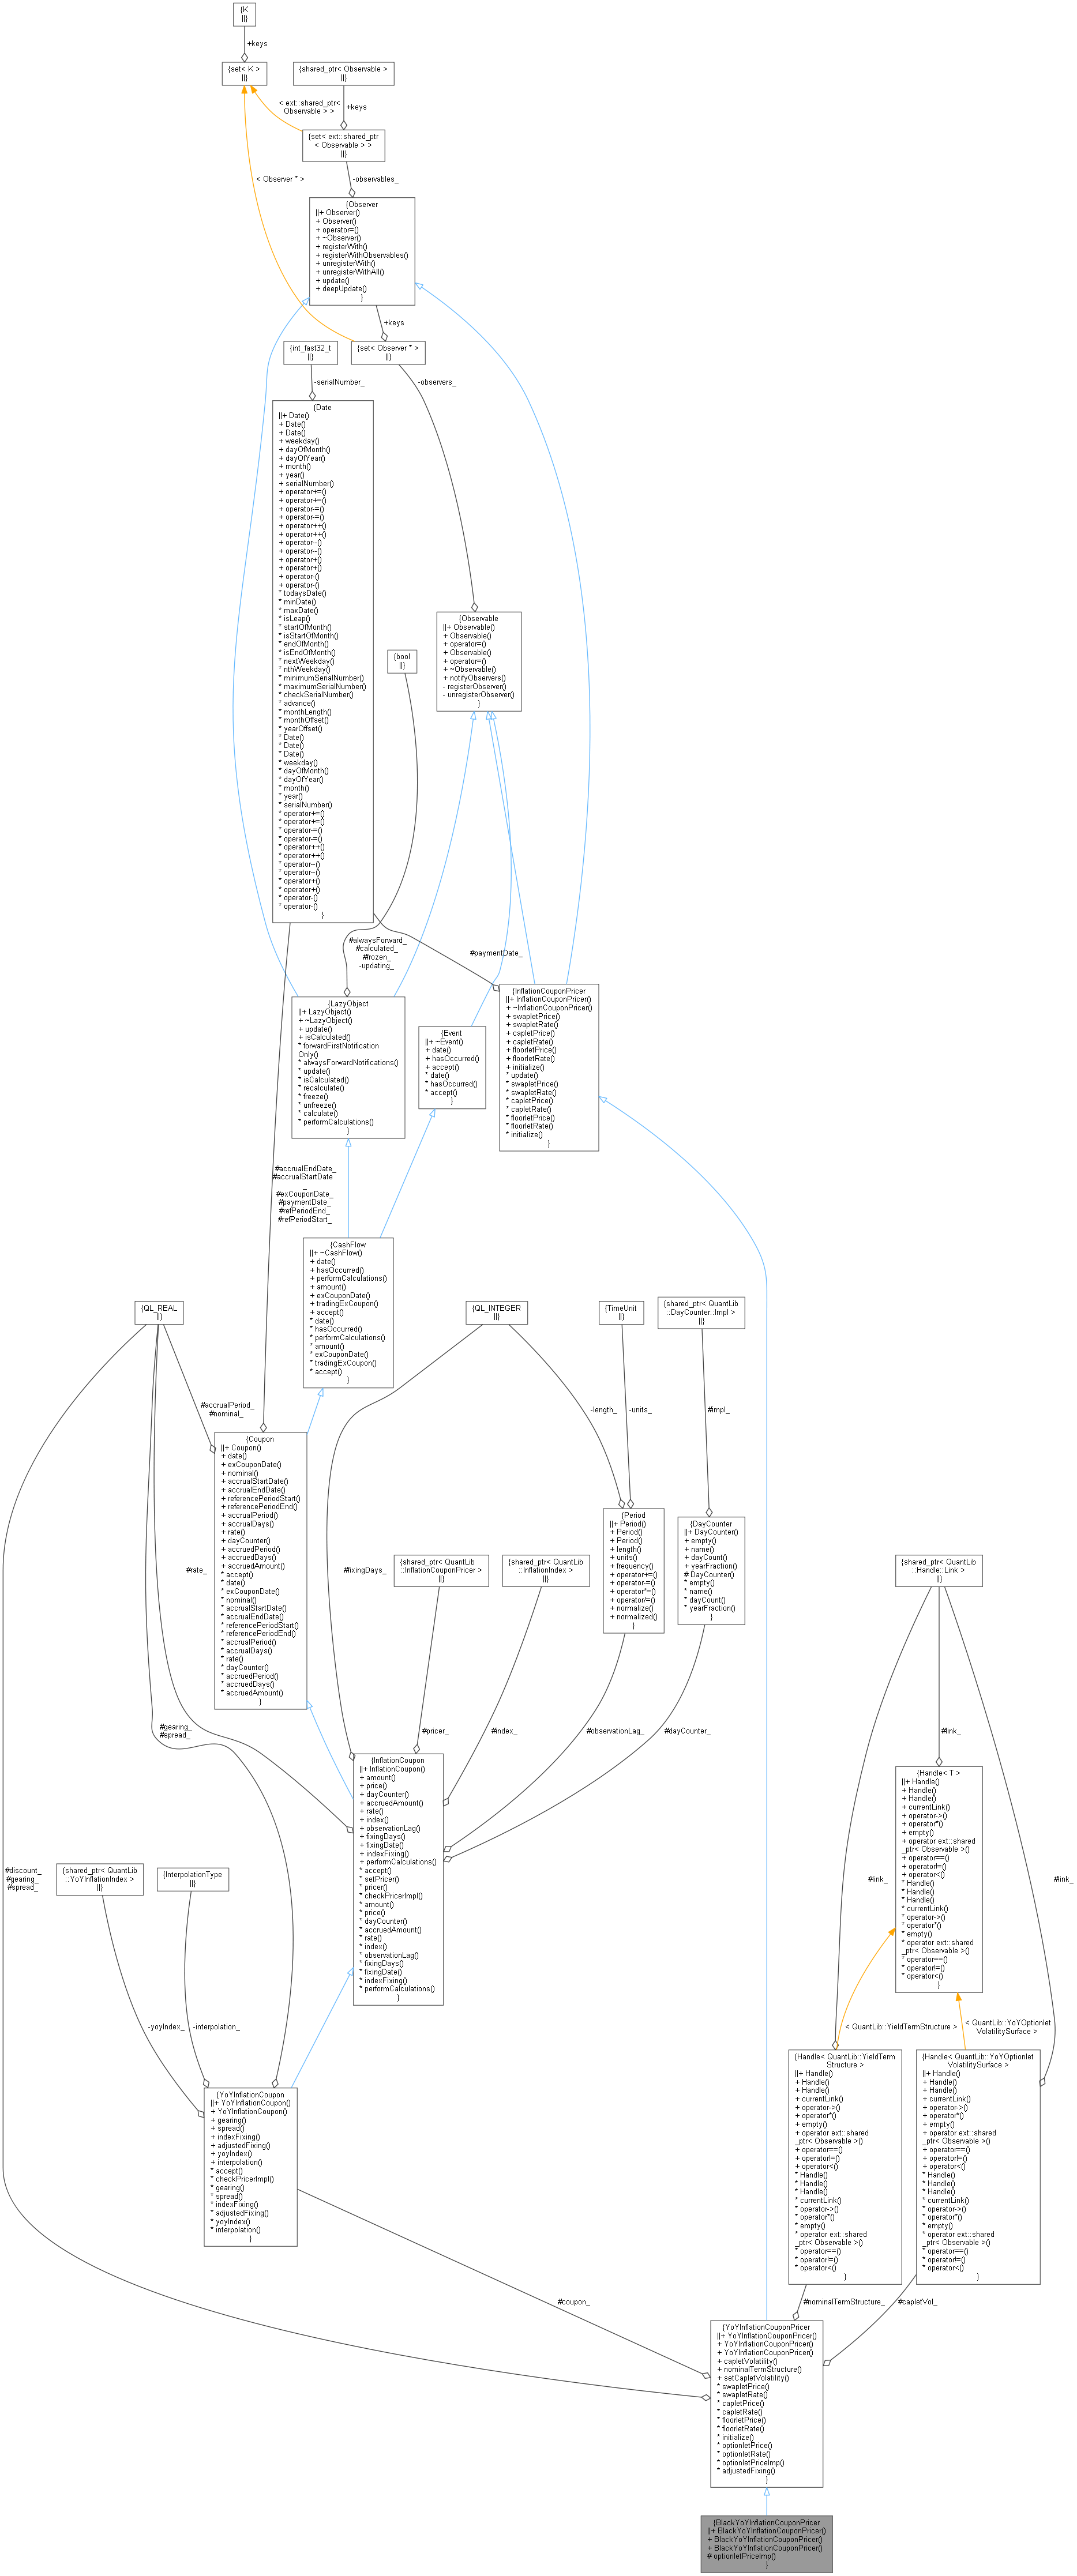 {K
||}
+keys
{set< K >
||}
{shared_ptr< Observable >
||}
< ext::shared_ptr<
Observable > >
+keys
{set< ext::shared_ptr
< Observable > >
||}
< Observer * >
-observables_
{Observer
||+ Observer()
+ Observer()
+ operator=()
+ ~Observer()
+ registerWith()
+ registerWithObservables()
+ unregisterWith()
+ unregisterWithAll()
+ update()
+ deepUpdate()
}
+keys
{int_fast32_t
||}
{set< Observer * >
||}
-serialNumber_
-observers_
{Date
||+ Date()
+ Date()
+ Date()
+ weekday()
+ dayOfMonth()
+ dayOfYear()
+ month()
+ year()
+ serialNumber()
+ operator+=()
+ operator+=()
+ operator-=()
+ operator-=()
+ operator++()
+ operator++()
+ operator--()
+ operator--()
+ operator+()
+ operator+()
+ operator-()
+ operator-()
* todaysDate()
* minDate()
* maxDate()
* isLeap()
* startOfMonth()
* isStartOfMonth()
* endOfMonth()
* isEndOfMonth()
* nextWeekday()
* nthWeekday()
* minimumSerialNumber()
* maximumSerialNumber()
* checkSerialNumber()
* advance()
* monthLength()
* monthOffset()
* yearOffset()
* Date()
* Date()
* Date()
* weekday()
* dayOfMonth()
* dayOfYear()
* month()
* year()
* serialNumber()
* operator+=()
* operator+=()
* operator-=()
* operator-=()
* operator++()
* operator++()
* operator--()
* operator--()
* operator+()
* operator+()
* operator-()
* operator-()
}
{Observable
||+ Observable()
+ Observable()
+ operator=()
+ Observable()
+ operator=()
+ ~Observable()
+ notifyObservers()
- registerObserver()
- unregisterObserver()
}
{bool
||}
#alwaysForward_
#calculated_
#frozen_
-updating_
#paymentDate_
{LazyObject
||+ LazyObject()
+ ~LazyObject()
+ update()
+ isCalculated()
* forwardFirstNotification
Only()
* alwaysForwardNotifications()
* update()
* isCalculated()
* recalculate()
* freeze()
* unfreeze()
* calculate()
* performCalculations()
}
{Event
||+ ~Event()
+ date()
+ hasOccurred()
+ accept()
* date()
* hasOccurred()
* accept()
}
{InflationCouponPricer
||+ InflationCouponPricer()
+ ~InflationCouponPricer()
+ swapletPrice()
+ swapletRate()
+ capletPrice()
+ capletRate()
+ floorletPrice()
+ floorletRate()
+ initialize()
* update()
* swapletPrice()
* swapletRate()
* capletPrice()
* capletRate()
* floorletPrice()
* floorletRate()
* initialize()
}
#accrualEndDate_
#accrualStartDate
_
#exCouponDate_
#paymentDate_
#refPeriodEnd_
#refPeriodStart_
{CashFlow
||+ ~CashFlow()
+ date()
+ hasOccurred()
+ performCalculations()
+ amount()
+ exCouponDate()
+ tradingExCoupon()
+ accept()
* date()
* hasOccurred()
* performCalculations()
* amount()
* exCouponDate()
* tradingExCoupon()
* accept()
}
{QL_REAL
||}
{QL_INTEGER
||}
{TimeUnit
||}
{shared_ptr< QuantLib
::DayCounter::Impl >
||}
#accrualPeriod_
#nominal_
-length_
-units_
#impl_
{Coupon
||+ Coupon()
+ date()
+ exCouponDate()
+ nominal()
+ accrualStartDate()
+ accrualEndDate()
+ referencePeriodStart()
+ referencePeriodEnd()
+ accrualPeriod()
+ accrualDays()
+ rate()
+ dayCounter()
+ accruedPeriod()
+ accruedDays()
+ accruedAmount()
* accept()
* date()
* exCouponDate()
* nominal()
* accrualStartDate()
* accrualEndDate()
* referencePeriodStart()
* referencePeriodEnd()
* accrualPeriod()
* accrualDays()
* rate()
* dayCounter()
* accruedPeriod()
* accruedDays()
* accruedAmount()
}
{Period
||+ Period()
+ Period()
+ Period()
+ length()
+ units()
+ frequency()
+ operator+=()
+ operator-=()
+ operator*=()
+ operator/=()
+ normalize()
+ normalized()
}
{DayCounter
||+ DayCounter()
+ empty()
+ name()
+ dayCount()
+ yearFraction()
# DayCounter()
* empty()
* name()
* dayCount()
* yearFraction()
}
#rate_
#fixingDays_
{shared_ptr< QuantLib
::InflationCouponPricer >
||}
{shared_ptr< QuantLib
::InflationIndex >
||}
{shared_ptr< QuantLib
::Handle::Link >
||}
#gearing_
#spread_
#pricer_
#index_
#observationLag_
#dayCounter_
#link_
{InflationCoupon
||+ InflationCoupon()
+ amount()
+ price()
+ dayCounter()
+ accruedAmount()
+ rate()
+ index()
+ observationLag()
+ fixingDays()
+ fixingDate()
+ indexFixing()
+ performCalculations()
* accept()
* setPricer()
* pricer()
* checkPricerImpl()
* amount()
* price()
* dayCounter()
* accruedAmount()
* rate()
* index()
* observationLag()
* fixingDays()
* fixingDate()
* indexFixing()
* performCalculations()
}
{Handle< T >
||+ Handle()
+ Handle()
+ Handle()
+ currentLink()
+ operator->()
+ operator*()
+ empty()
+ operator ext::shared
_ptr< Observable >()
+ operator==()
+ operator!=()
+ operator<()
* Handle()
* Handle()
* Handle()
* currentLink()
* operator->()
* operator*()
* empty()
* operator ext::shared
_ptr< Observable >()
* operator==()
* operator!=()
* operator<()
}
#discount_
#gearing_
#spread_
{shared_ptr< QuantLib
::YoYInflationIndex >
||}
{InterpolationType
||}
#link_
#link_
-yoyIndex_
-interpolation_
< QuantLib::YieldTermStructure >
< QuantLib::YoYOptionlet
VolatilitySurface >
{YoYInflationCoupon
||+ YoYInflationCoupon()
+ YoYInflationCoupon()
+ gearing()
+ spread()
+ indexFixing()
+ adjustedFixing()
+ yoyIndex()
+ interpolation()
* accept()
* checkPricerImpl()
* gearing()
* spread()
* indexFixing()
* adjustedFixing()
* yoyIndex()
* interpolation()
}
{Handle< QuantLib::YieldTerm
Structure >
||+ Handle()
+ Handle()
+ Handle()
+ currentLink()
+ operator->()
+ operator*()
+ empty()
+ operator ext::shared
_ptr< Observable >()
+ operator==()
+ operator!=()
+ operator<()
* Handle()
* Handle()
* Handle()
* currentLink()
* operator->()
* operator*()
* empty()
* operator ext::shared
_ptr< Observable >()
* operator==()
* operator!=()
* operator<()
}
{Handle< QuantLib::YoYOptionlet
VolatilitySurface >
||+ Handle()
+ Handle()
+ Handle()
+ currentLink()
+ operator->()
+ operator*()
+ empty()
+ operator ext::shared
_ptr< Observable >()
+ operator==()
+ operator!=()
+ operator<()
* Handle()
* Handle()
* Handle()
* currentLink()
* operator->()
* operator*()
* empty()
* operator ext::shared
_ptr< Observable >()
* operator==()
* operator!=()
* operator<()
}
#coupon_
#nominalTermStructure_
#capletVol_
{YoYInflationCouponPricer
||+ YoYInflationCouponPricer()
+ YoYInflationCouponPricer()
+ YoYInflationCouponPricer()
+ capletVolatility()
+ nominalTermStructure()
+ setCapletVolatility()
* swapletPrice()
* swapletRate()
* capletPrice()
* capletRate()
* floorletPrice()
* floorletRate()
* initialize()
* optionletPrice()
* optionletRate()
* optionletPriceImp()
* adjustedFixing()
}
{BlackYoYInflationCouponPricer
||+ BlackYoYInflationCouponPricer()
+ BlackYoYInflationCouponPricer()
+ BlackYoYInflationCouponPricer()
# optionletPriceImp()
}